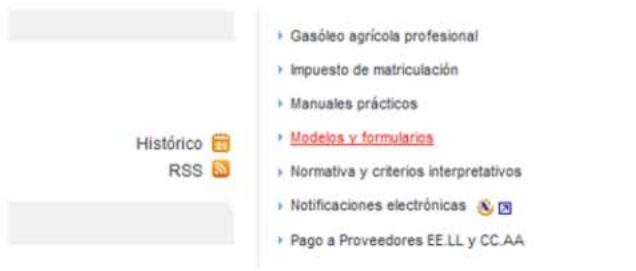 Histórico
RSS
Gasóleo agrícola profesional
Impuesto de matriculación
Manuales prácticos
Modelos y formularios
Normativa y criterios interpretativos
Notificaciones electrónicas
Pago a Proveedores EE.LL y CC.AA